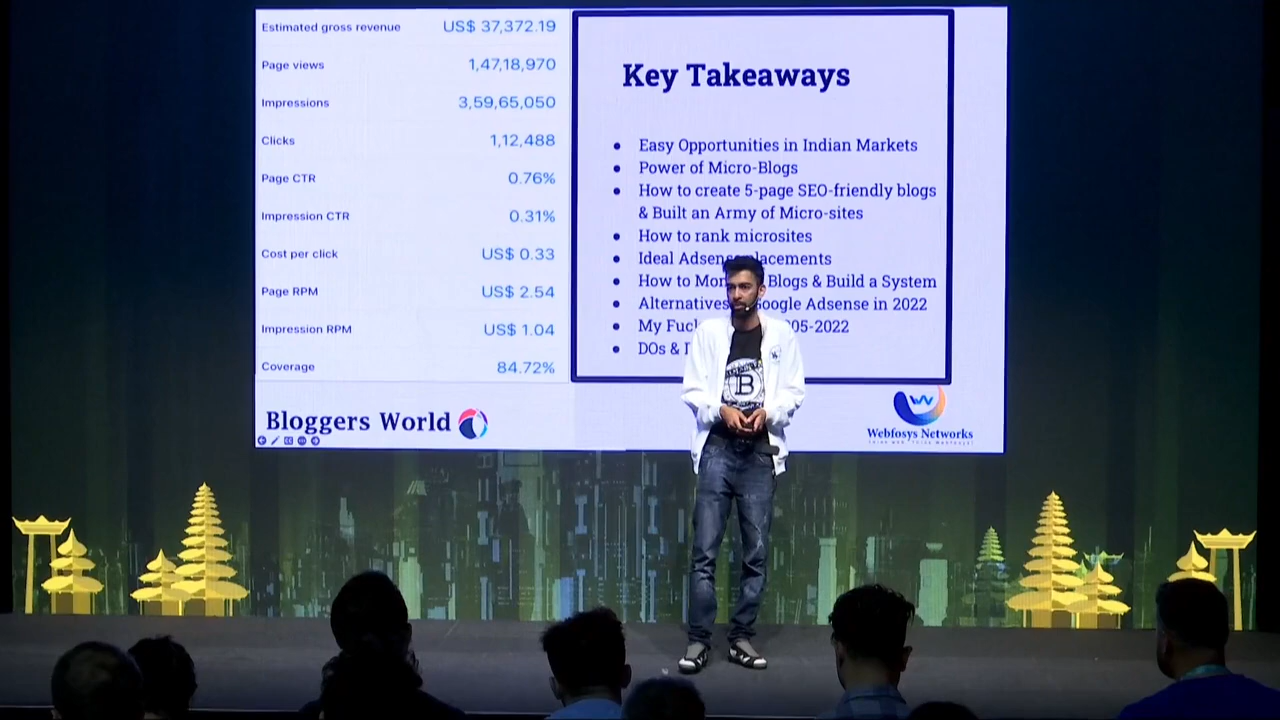 Estimated gross revenue US$ 37,372.19
Page views 1,47,18,970
Impressions 3,59,65,050
Clicks 1,12,488
Page CTR 0.76%
Impression CTR 0.31%
Cost per click US$ 0.33
Page RPM US$ 2.54
Impression RPM US$ 1.04
Coverage 84.72%
Bloggers World
Key Takeaways
• Easy Opportunities in Indian Markets
• Power of Micro-Blogs
• How to create 5-page SEO-friendly blogs
& Built an Army of Micro-sites
• How to rank microsites
• Ideal Adsense lacements
• How to Mon Blogs & Build a System
• Alternatives Google Adsense in 2022
• My Fuck 05-2022
• DOs &
B
Webfosys Networks